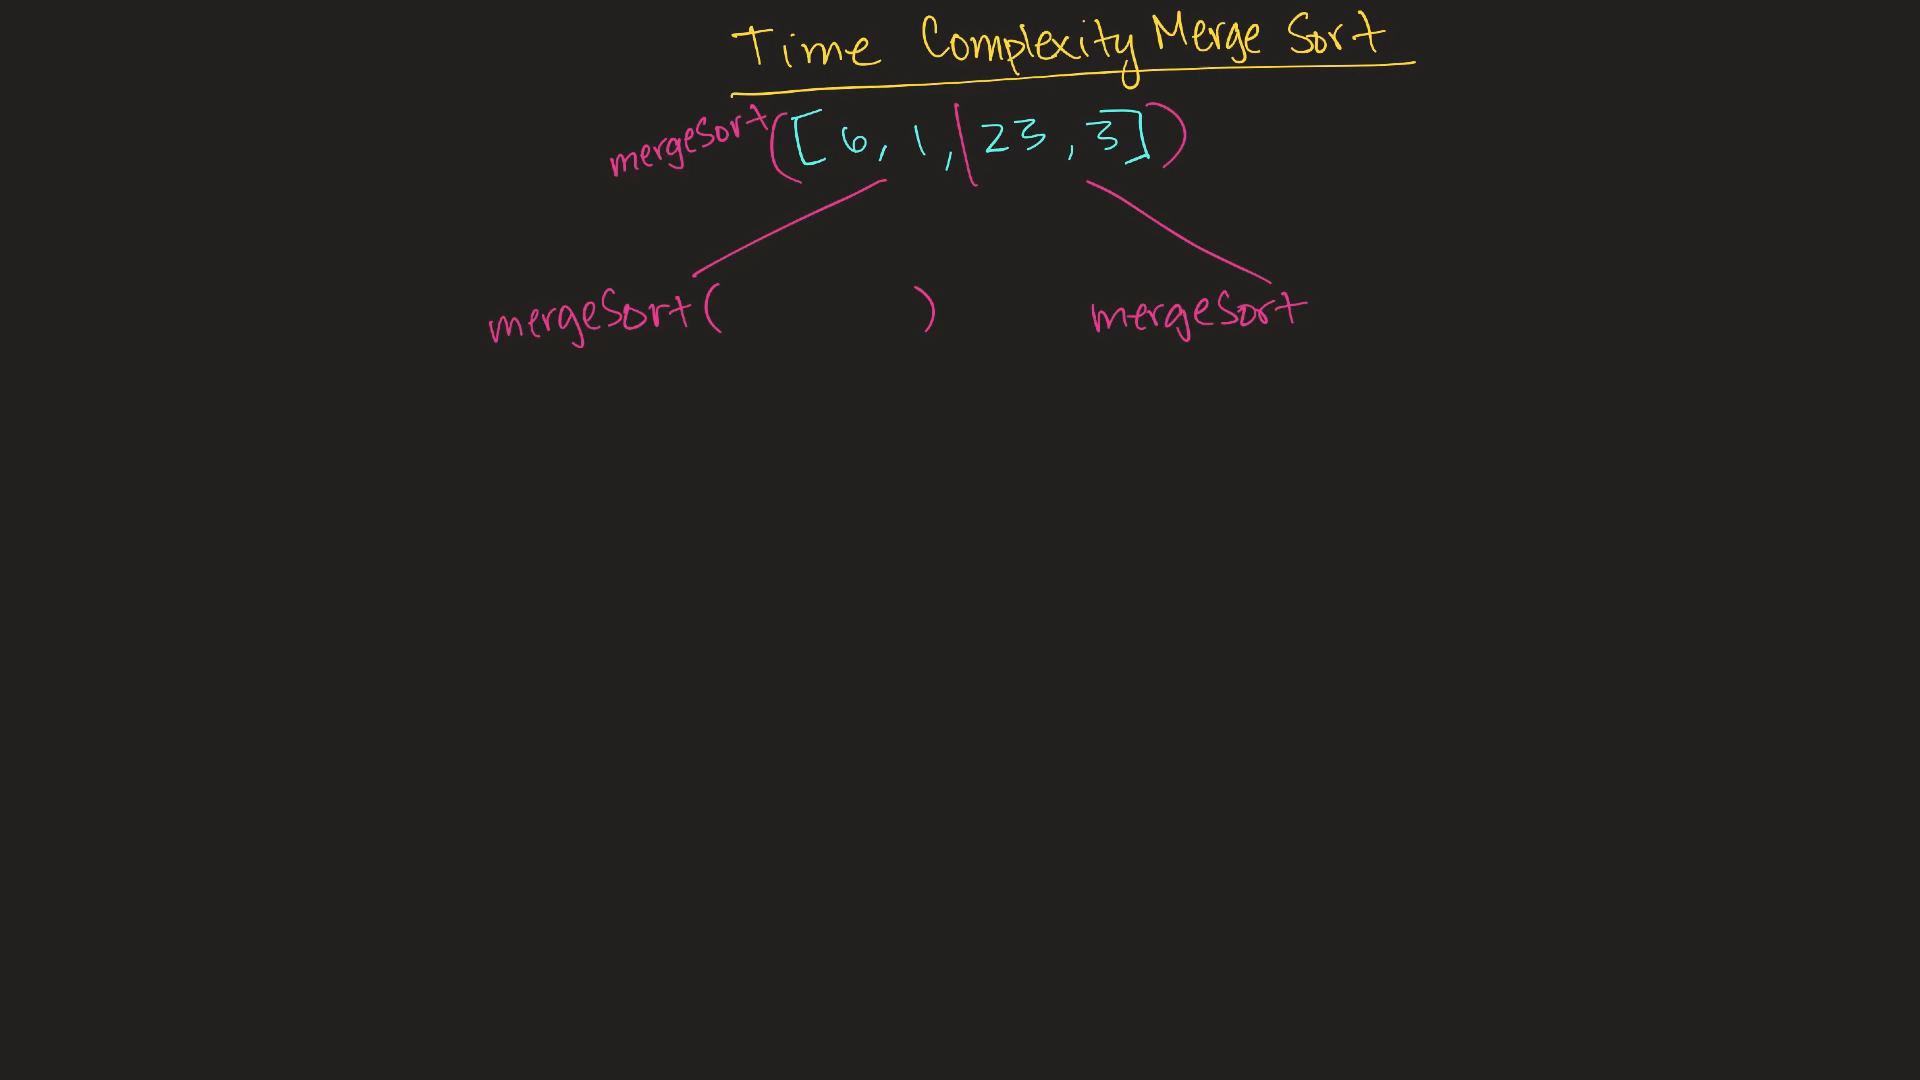 Time Complexity Merge Sort
mergeSort([6, 1, | 23, 3])
mergeSort(          ) mergeSort